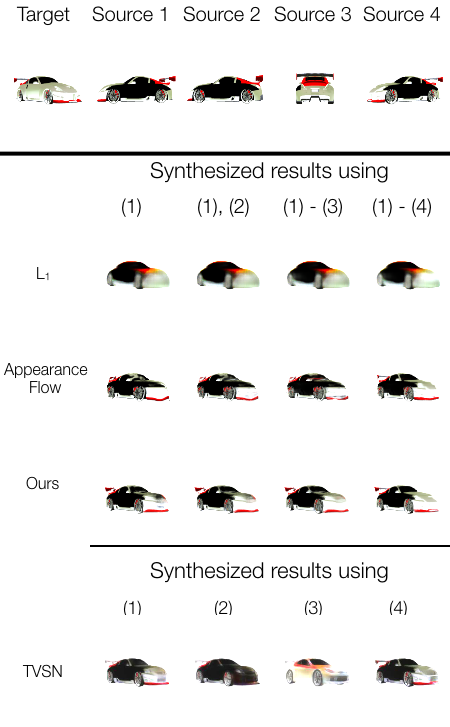 Target Source 1 Source 2 Source 3 Source 4
Synthesized results using
(1) (1), (2) (1) - (3) (1) - (4)
L₁
Appearance
Flow
Ours
Synthesized results using
(1) (2) (3) (4)
TVSN